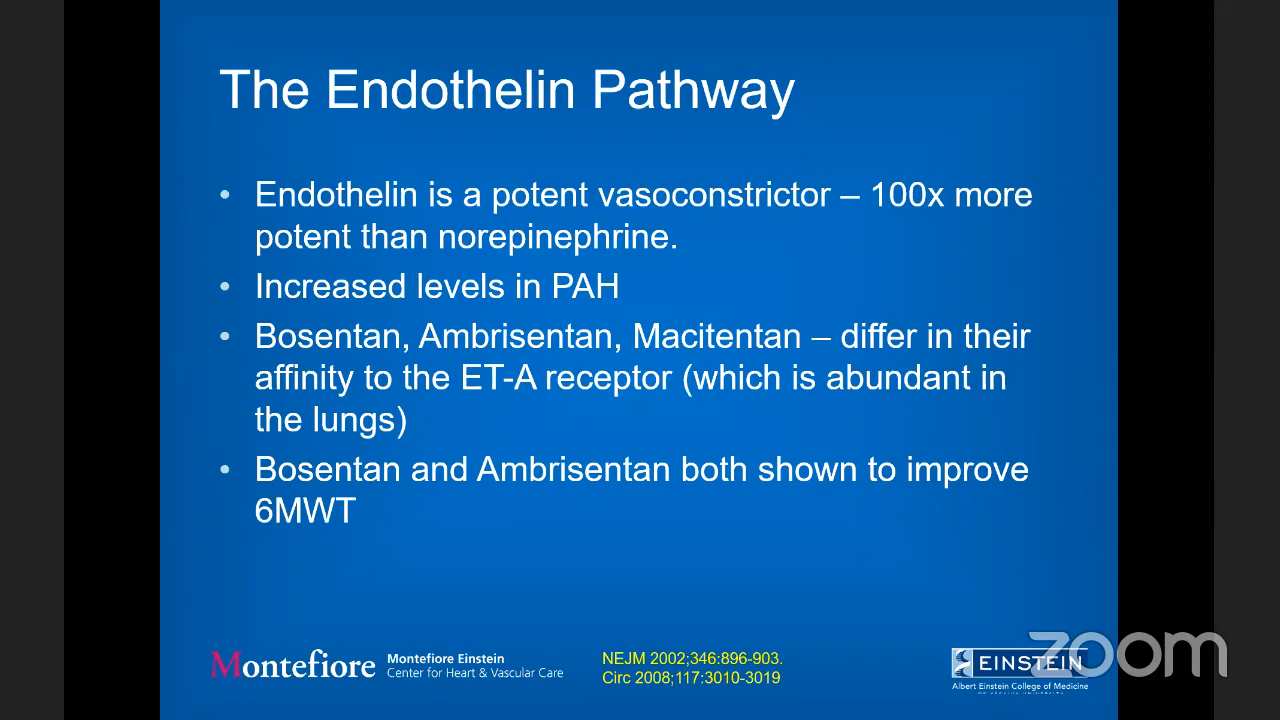 The Endothelin Pathway
• Endothelin is a potent vasoconstrictor – 100x more
potent than norepinephrine.
• Increased levels in PAH
• Bosentan, Ambrisentan, Macitentan – differ in their
affinity to the ET-A receptor (which is abundant in
the lungs)
• Bosentan and Ambrisentan both shown to improve
6MWT
Montefiore
Montefiore Einstein
Center for Heart & Vascular Care
NEJM 2002;346:896-903.
Circ 2008;117:3010-3019
EINSTEIN
Albert Einstein College of Medicine
zoom